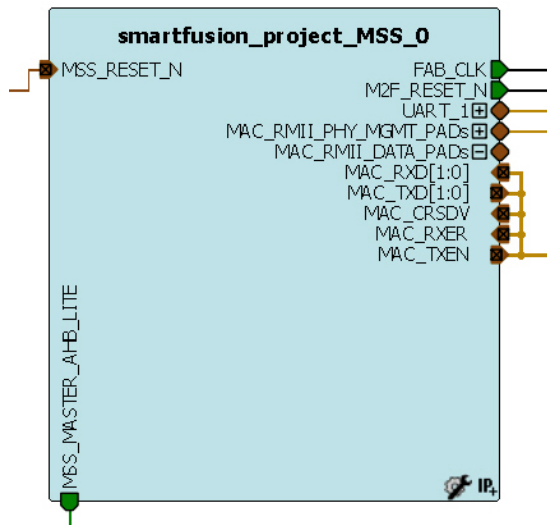 smartfusion_project_MSS_0
MSS_RESET_N
FAB_CLK
M2F_RESET_N
UART_1
MAC_RMII_PHY_MGMT_PADs
MAC_RMII_DATA_PADs
MAC_RXD[1:0]
MAC_TXD[1:0]
MAC_CRSDV
MAC_RXER
MAC_TXEN
MSS_MASTER_AHB_LITE
IP+